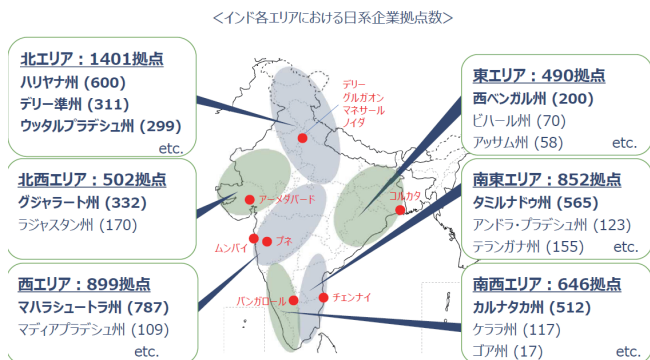 ＜インド各エリアにおける日系企業拠点数＞
北エリア：1401拠点
ハリヤナ州 (600)
デリー準州 (311)
ウッタルプラデシュ州 (299)
etc.
北西エリア：502拠点
グジャラート州 (332)
ラジャスタン州 (170)
西エリア：899拠点
マハラシュートラ州 (787)
マディアプラデシュ州 (109)
etc.
デリー
グルガオン
マネサール
ノイダ
アーメダバード
コルカタ
ムンバイ
プネ
バンガロール
チェンナイ
東エリア：490拠点
西ベンガル州 (200)
ビハール州 (70)
アッサム州 (58)
etc.
南東エリア：852拠点
タミルナドゥ州 (565)
アンドラ・プラデシュ州 (123)
テランガナ州 (155)
etc.
南西エリア：646拠点
カルナタカ州 (512)
ケララ州 (117)
ゴア州 (17)
etc.